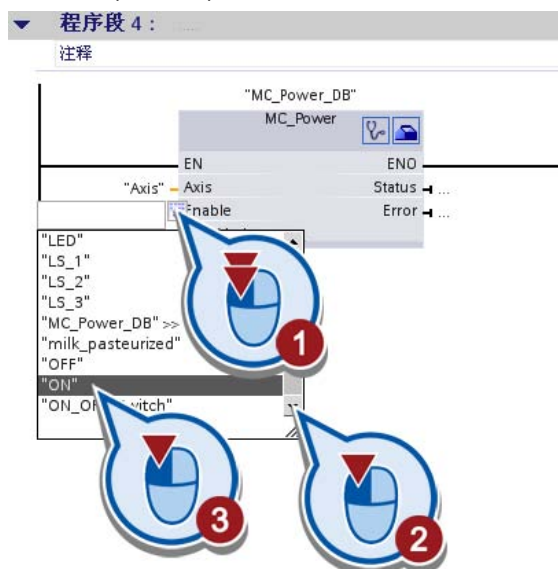 程序段 4： .....
注释
"MC_Power_DB"
MC_Power
EN ENO
"Axis" Axis Status ...
Enable Error ...
"LED"
"LS_1"
"LS_2"
"LS_3"
"MC_Power_DB" >>
"milk_pasteurized"
"OFF"
"ON"
1
2
3